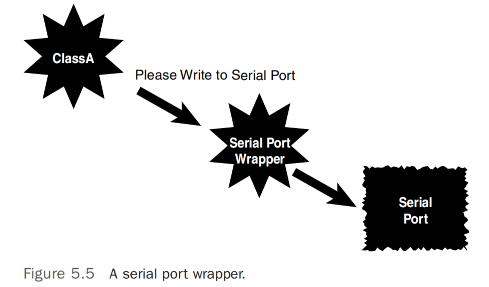 ClassA
Please Write to Serial Port
Serial Port
Wrapper
Serial
Port
Figure 5.5 A serial port wrapper.